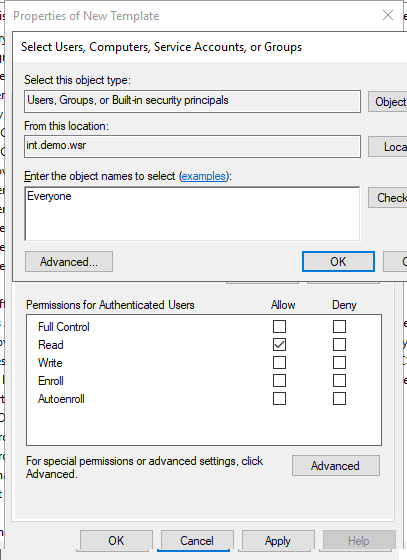 Properties of New Template
Select Users, Computers, Service Accounts, or Groups
Select this object type:
Users, Groups, or Built-in security principals
Object
From this location:
int.demo.wsr
Loca
Enter the object names to select (examples):
Everyone
Check
Advanced...
OK
Permissions for Authenticated Users Allow Deny
Full Control
Read
Write
Enroll
Autoenroll
For special permissions or advanced settings, click
Advanced.
Advanced
OK Cancel Apply Help